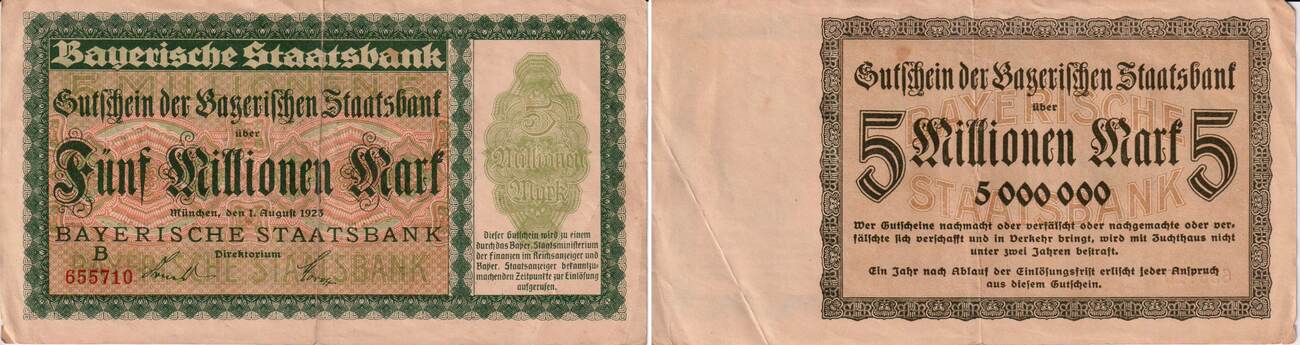 Bayerische Staatsbank
Gutschein der Bayerischen Staatsbank
über
Fünf Millionen Mark
München, den 1. August 1923
BAYERISCHE STAATSBANK
B
Direktorium
655710
5
Millionen
Mark
Dieser Gutschein wird zu einem
durch das Bayer. Staatsministerium
der Finanzen im Reichsanzeiger und
Bayer. Staatsanzeiger bekanntzu-
machenden Zeitpunkte zur Einlösung
aufgerufen.
BAYERISCHE
STAATSBANK
Gutschein der Bayerischen Staatsbank
über
5 Millionen Mark 5
5 000 000
Wer Gutscheine nachmacht oder verfälscht oder nachgemachte oder ver-
fälschte sich verschafft und in Verkehr bringt, wird mit Zuchthaus nicht
unter zwei Jahren bestraft.
Ein Jahr nach Ablauf der Einlösungsfrist erlischt jeder Anspruch
aus diesem Gutschein.